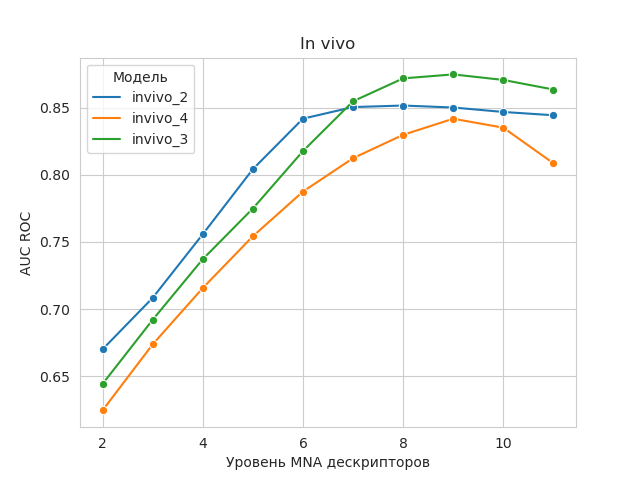 In vivo
Модель
invivo_2
invivo_4
invivo_3
0.85
0.80
0.75
0.70
0.65
AUC ROC
2 4 6 8 10
Уровень MNA дескрипторов